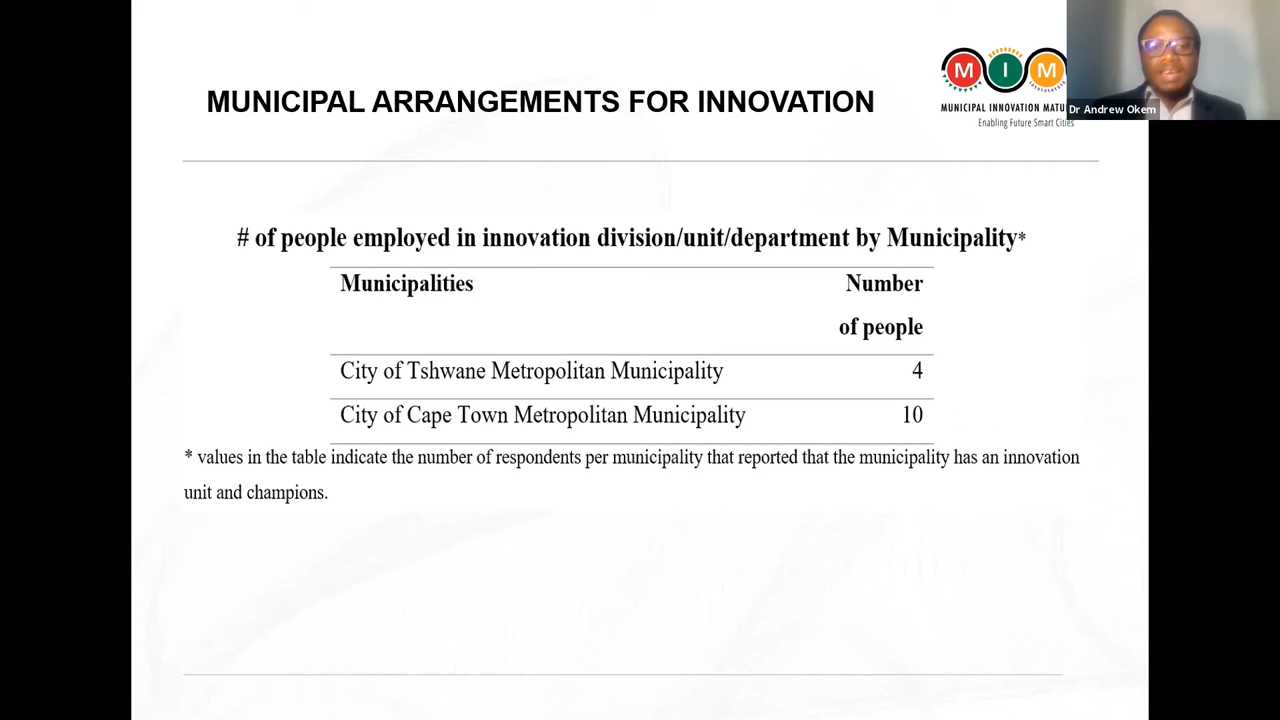 MUNICIPAL ARRANGEMENTS FOR INNOVATION
M I M
MUNICIPAL INNOVATION
Enabling Future Smart Cities
Dr Andrew Okem
# of people employed in innovation division/unit/department by Municipality*
Municipalities Number
of people
City of Tshwane Metropolitan Municipality 4
City of Cape Town Metropolitan Municipality 10
* values in the table indicate the number of respondents per municipality that reported that the municipality has an innovation
unit and champions.